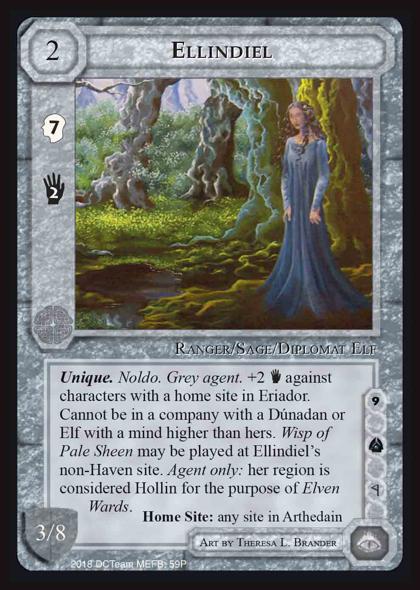 2
ELLINDIEL
7
2
RANGER/SAGE/DIPLOMAT ELF
Unique. Noldo. Grey agent. +2 against
characters with a home site in Eriador.
Cannot be in a company with a Dúnadan or
Elf with a mind higher than hers. Wisp of
Pale Sheen may be played at Ellindiel's
non-Haven site. Agent only: her region is
considered Hollin for the purpose of Elven
Wards.
Home Site: any site in Arthedain
9
3/8
ART BY THERESA L. BRANDER
2018 DCTeam MEFB: 59P